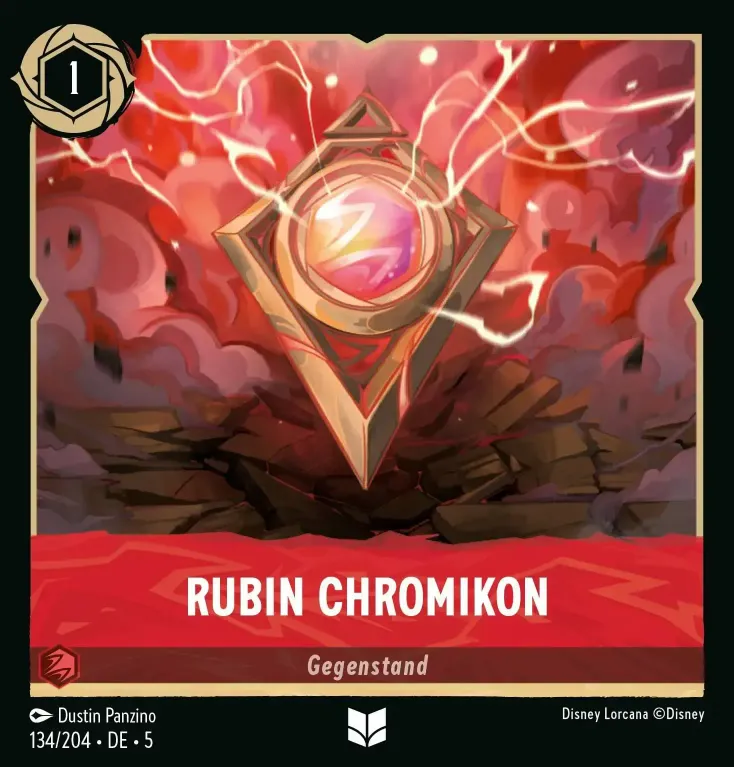 1
RUBIN CHROMIKON
Gegenstand
Dustin Panzino
Disney Lorcana ©Disney
134/204 • DE • 5